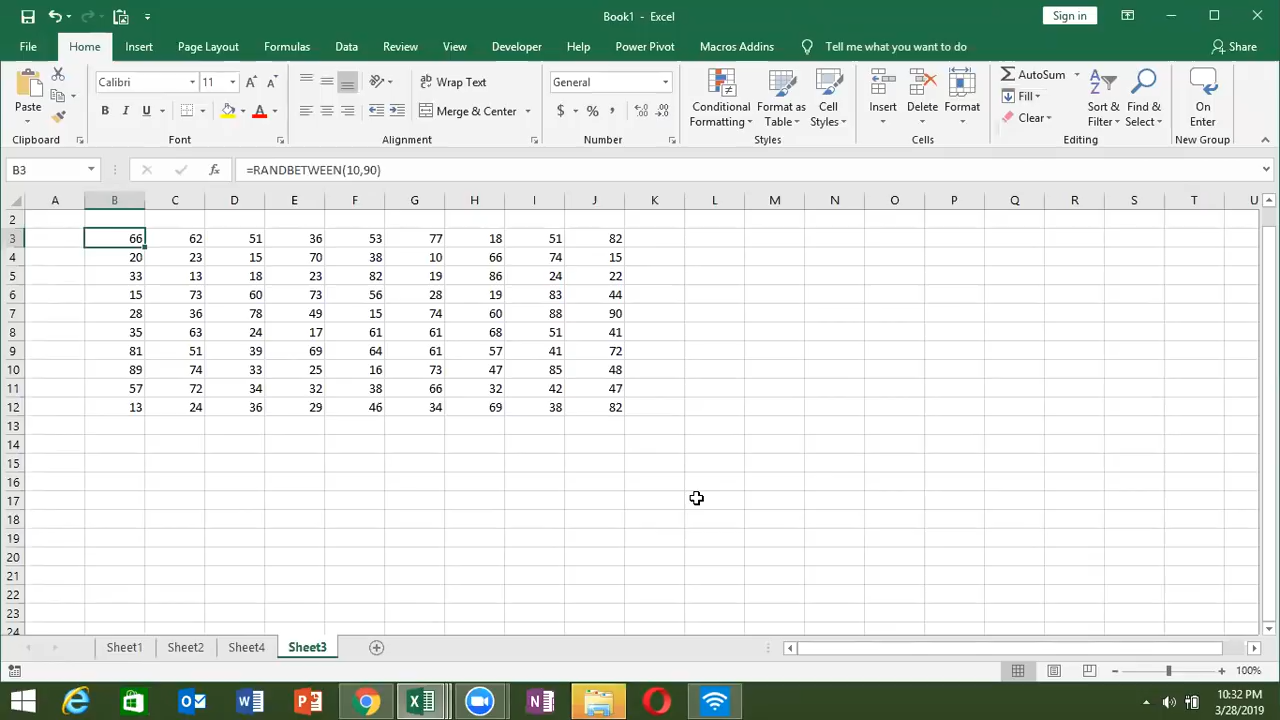 Book1 - Excel
Sign in
File Home Insert Page Layout Formulas Data Review View Developer Help Power Pivot Macros Addins Tell me what you want to do Share
Paste
Calibri 11
B I U
Wrap Text
Merge & Center
General
$ % ,
Conditional Formatting
Format as Table
Cell Styles
Insert
Delete
Format
AutoSum
Fill
Clear
Sort & Filter
Find & Select
On Enter
Clipboard Font Alignment Number Styles Cells Editing New Group
B3 fx =RANDBETWEEN(10,90)
A B C D E F G H I J K L M N O P Q R S T U
2
3 66 62 51 36 53 77 18 51 82
4 20 23 15 70 38 10 66 74 15
5 33 13 18 23 82 19 86 24 22
6 15 73 60 73 56 28 19 83 44
7 28 36 78 49 15 74 60 88 90
8 35 63 24 17 61 61 68 51 41
9 81 51 39 69 64 61 57 41 72
10 89 74 33 25 16 73 47 85 48
11 57 72 34 32 38 66 32 42 47
12 13 24 36 29 46 34 69 38 82
13
14
15
16
17
18
19
20
21
22
23
24
Sheet1 Sheet2 Sheet4 Sheet3
100%
10:32 PM
3/28/2019